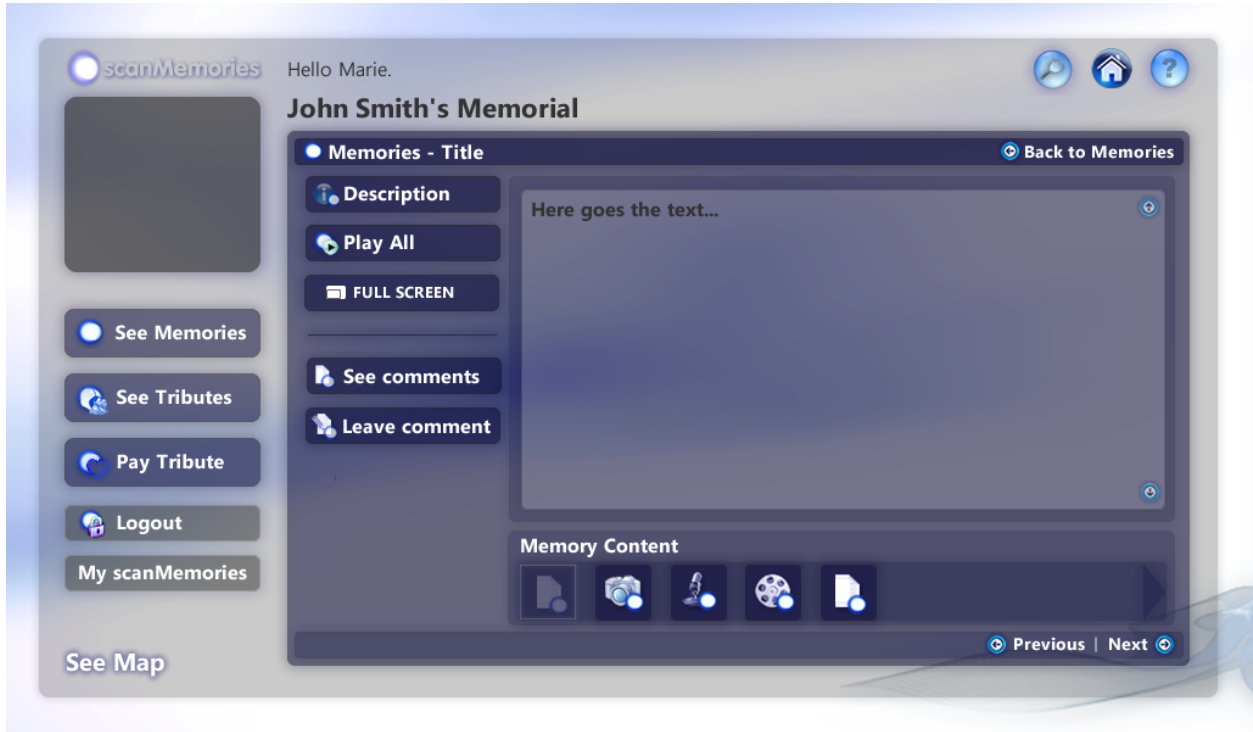 scanMemories
Hello Marie.
John Smith's Memorial
Memories - Title
Back to Memories
Description
Play All
FULL SCREEN
See comments
Leave comment
Here goes the text...
Memory Content
Previous | Next
See Memories
See Tributes
Pay Tribute
Logout
My scanMemories
See Map
?